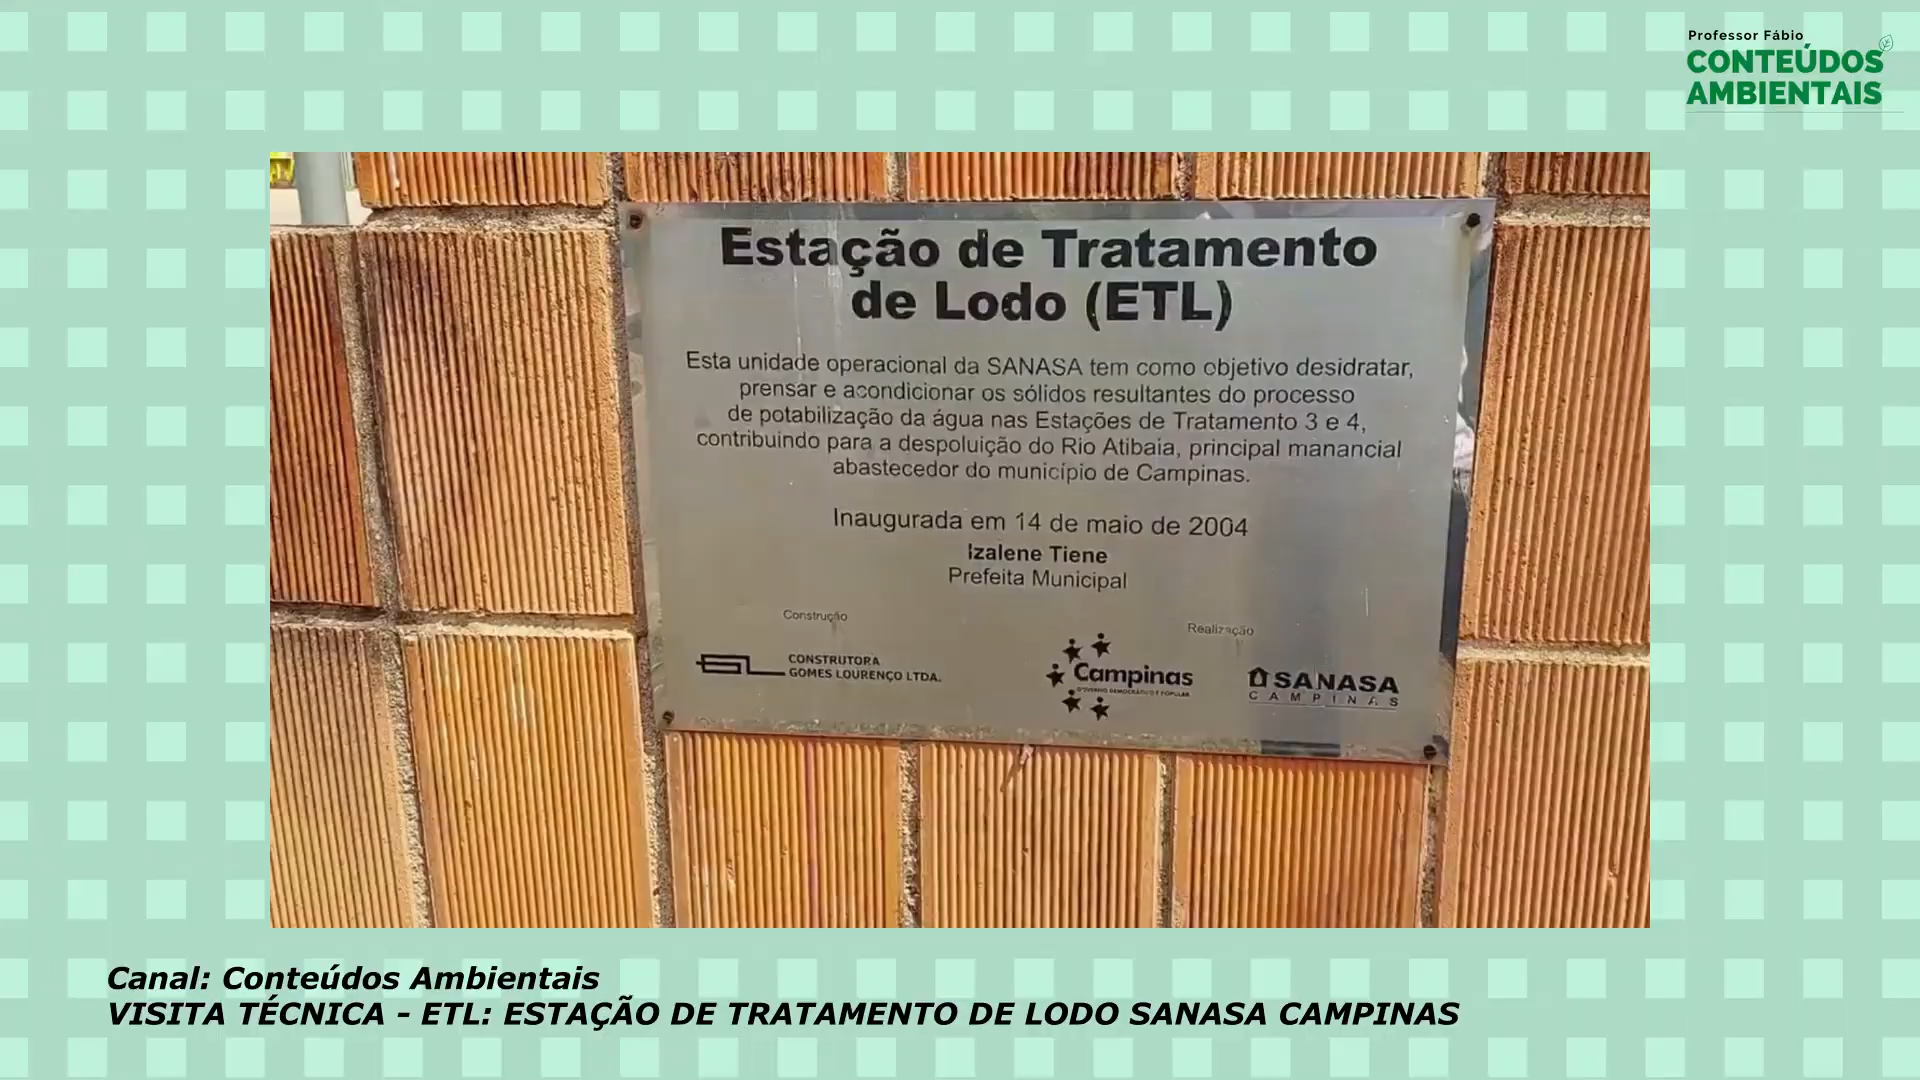 Professor Fábio
CONTEÚDOS
AMBIENTAIS
Estação de Tratamento
de Lodo (ETL)
Esta unidade operacional da SANASA tem como objetivo desidratar,
prensar e acondicionar os sólidos resultantes do processo
de potabilização da água nas Estações de Tratamento 3 e 4,
contribuindo para a despoluição do Rio Atibaia, principal manancial
abastecedor do município de Campinas.
Inaugurada em 14 de maio de 2004
Izalene Tiene
Prefeita Municipal
Construção
Realização
CONSTRUTORA
GOMES LOURENÇO LTDA.
Campinas
GOVERNO DEMOCRÁTICO E POPULAR
SANASA
CAMPINAS
Canal: Conteúdos Ambientais
VISITA TÉCNICA - ETL: ESTAÇÃO DE TRATAMENTO DE LODO SANASA CAMPINAS